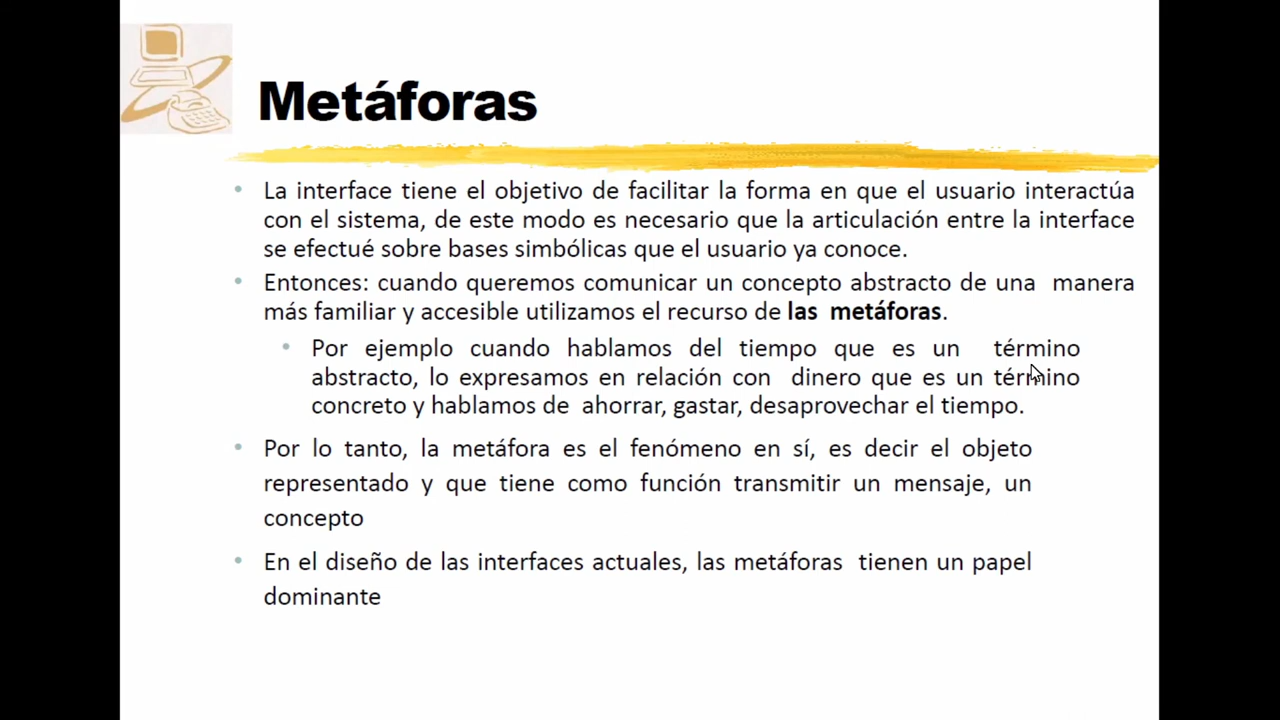 Metáforas
La interface tiene el objetivo de facilitar la forma en que el usuario interactúa
con el sistema, de este modo es necesario que la articulación entre la interface
se efectué sobre bases simbólicas que el usuario ya conoce.
Entonces: cuando queremos comunicar un concepto abstracto de una manera
más familiar y accesible utilizamos el recurso de las metáforas.
Por ejemplo cuando hablamos del tiempo que es un término
abstracto, lo expresamos en relación con dinero que es un término
concreto y hablamos de ahorrar, gastar, desaprovechar el tiempo.
Por lo tanto, la metáfora es el fenómeno en sí, es decir el objeto
representado y que tiene como función transmitir un mensaje, un
concepto
En el diseño de las interfaces actuales, las metáforas tienen un papel
dominante